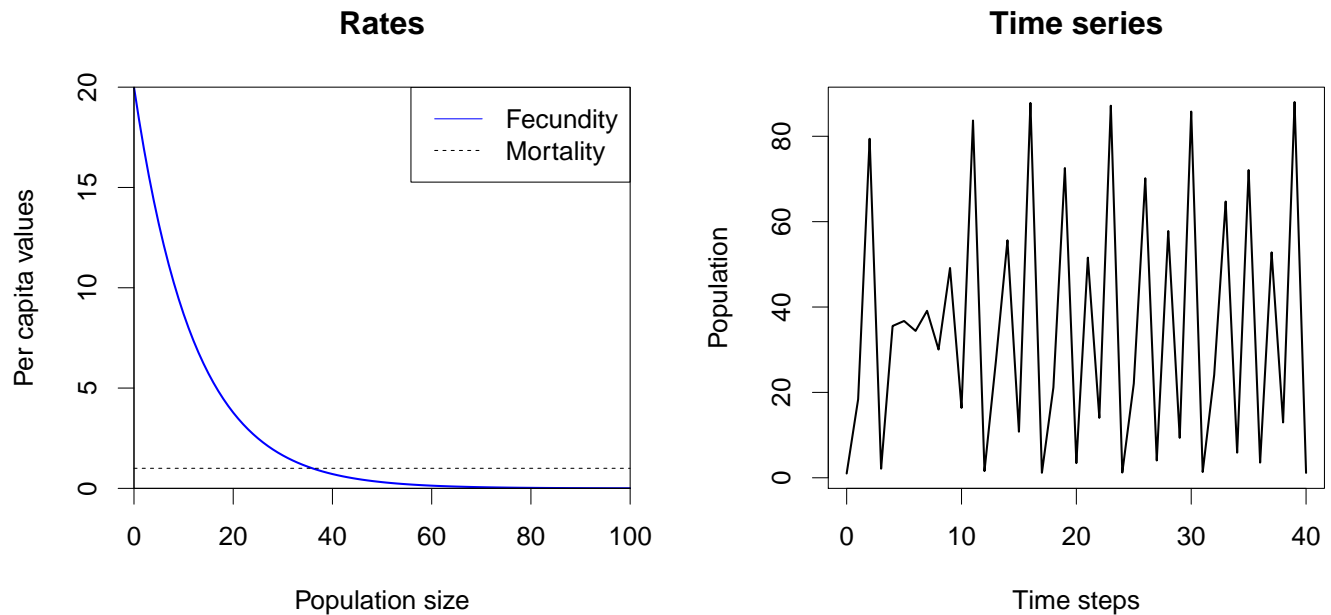 Rates
Per capita values
20
15
10
5
0
Fecundity
Mortality
0 20 40 60 80 100
Population size
Time series
Population
80
60
40
20
0
0 10 20 30 40
Time steps